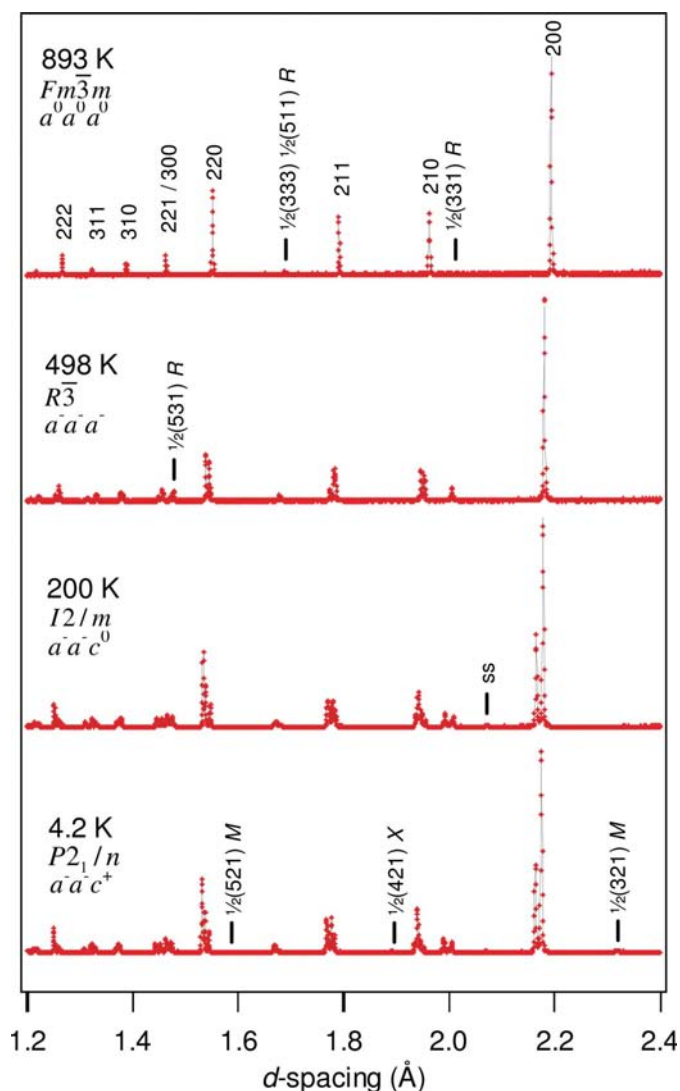 893 K
Fm3̅m
a⁰a⁰a⁰
222
311
310
221 / 300
220
½(333) ½(511) R
211
210
½(331) R
200
498 K
R3̅
a⁻a⁻a⁻
½(531) R
200 K
I2/m
a⁻a⁻c⁰
ss
4.2 K
P2₁/n
a⁻a⁻c⁺
½(521) M
½(421) X
½(321) M
1.2 1.4 1.6 1.8 2.0 2.2 2.4
d-spacing (Å)